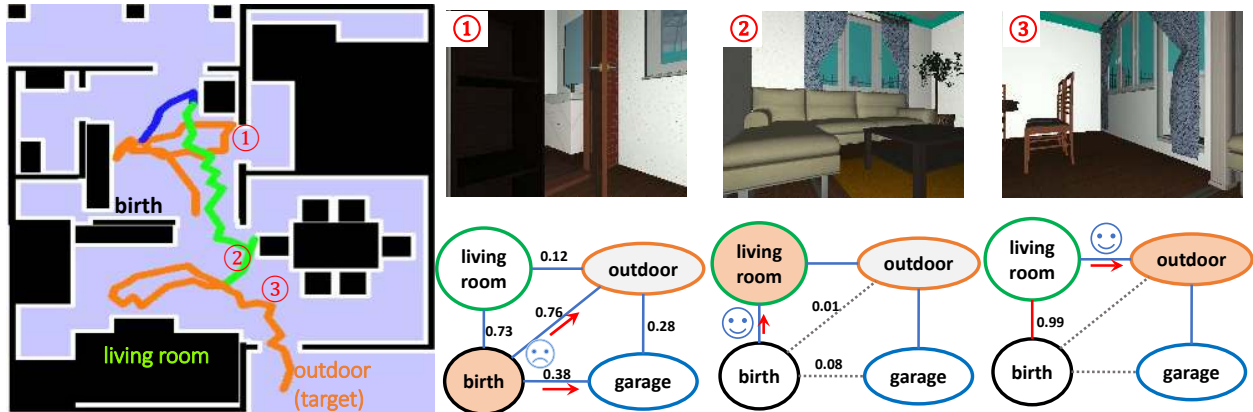 ①
birth
②
③
living room
outdoor
(target)
①
②
③
living
room
0.12
outdoor
0.76
0.73
0.28
birth
0.38
garage
living
room
outdoor
0.01
birth
0.08
garage
living
room
outdoor
0.99
birth
garage